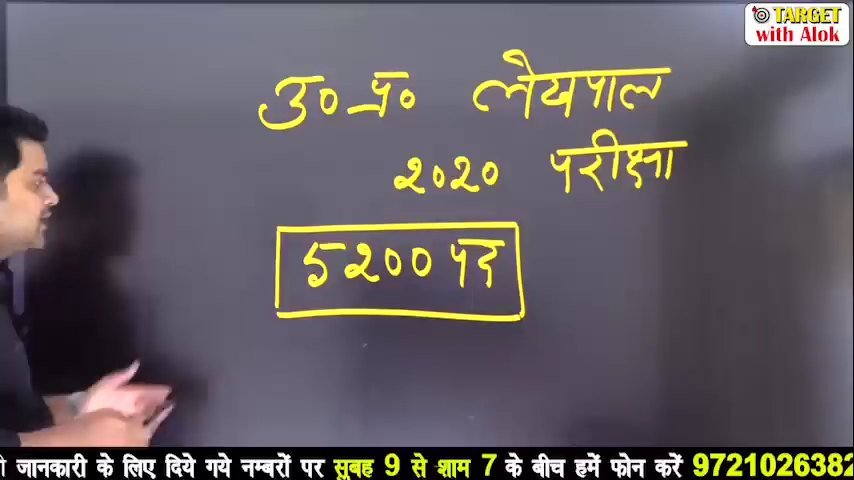 TARGET
with Alok
उ० प्र० लेखपाल
2020 परीक्षा
5200 पद
जानकारी के लिए दिये गये नम्बरों पर सुबह 9 से शाम 7 के बीच हमें फोन करें 9721026382